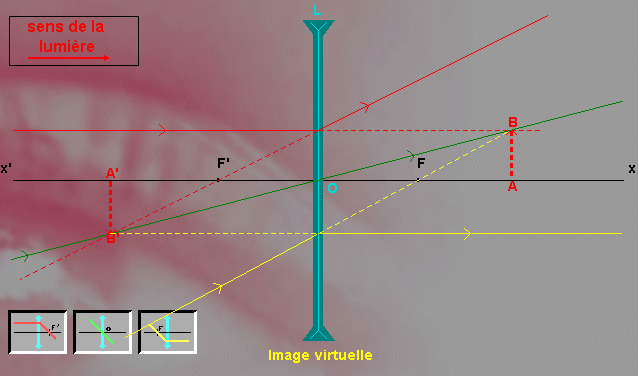 sens de la
lumière
L
B
x'
A'
F'
F
x
O
A
B'
F'
o
F
Image virtuelle